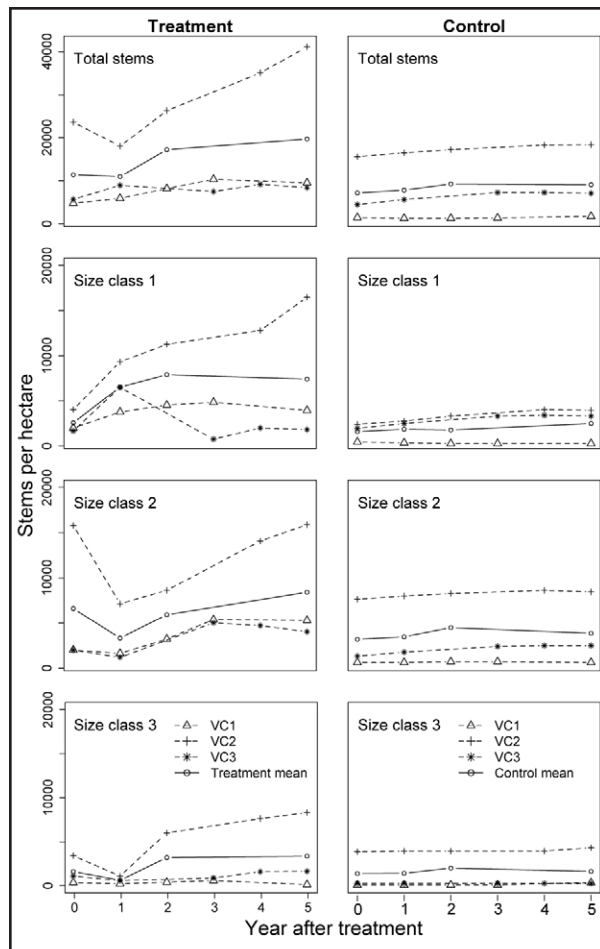 Treatment Control
Total stems Total stems
40000
20000
0
Size class 1 Size class 1
20000
10000
0
Size class 2 Size class 2
20000
10000
0
Size class 3 Size class 3
VC1 VC1
VC2 VC2
VC3 VC3
Treatment mean Control mean
20000
10000
0
0 1 2 3 4 5 0 1 2 3 4 5
Stems per hectare
Year after treatment